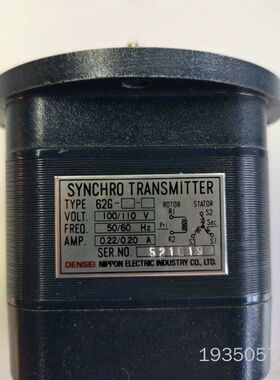 SYNCHRO TRANSMITTER
TYPE 62G-□-□
VOLT. 100/110 V
FREQ. 50/60 Hz
AMP. 0.22/0.20 A
SER.NO.
ROTOR STATOR
R1 S2
Pri Sec
R2 S3 S1
DENSEI NIPPON ELECTRIC INDUSTRY CO., LTD.
1935057